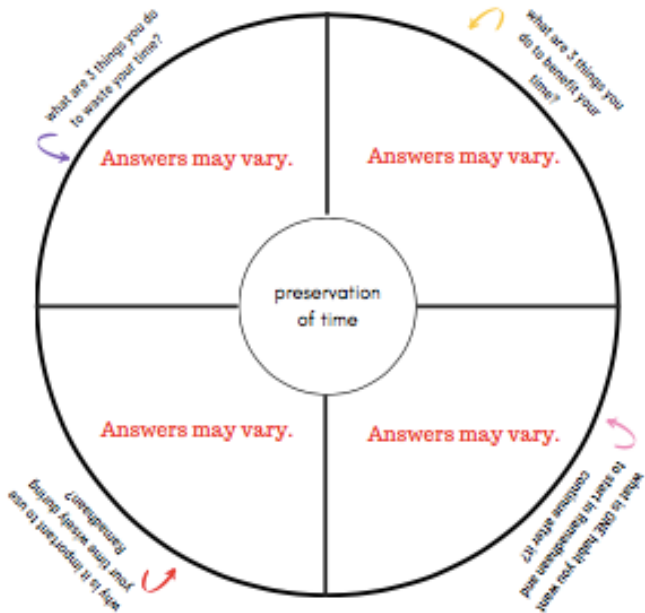 what are 3 things you do
to waste your time?
what are 3 things you
do to benefit your
time?
Answers may vary.
Answers may vary.
preservation
of time
Answers may vary.
Answers may vary.
why is it important to use
your time wisely during
Ramadhaan?
what is ONE habit you want
to start in Ramadhaan and
continue after it?